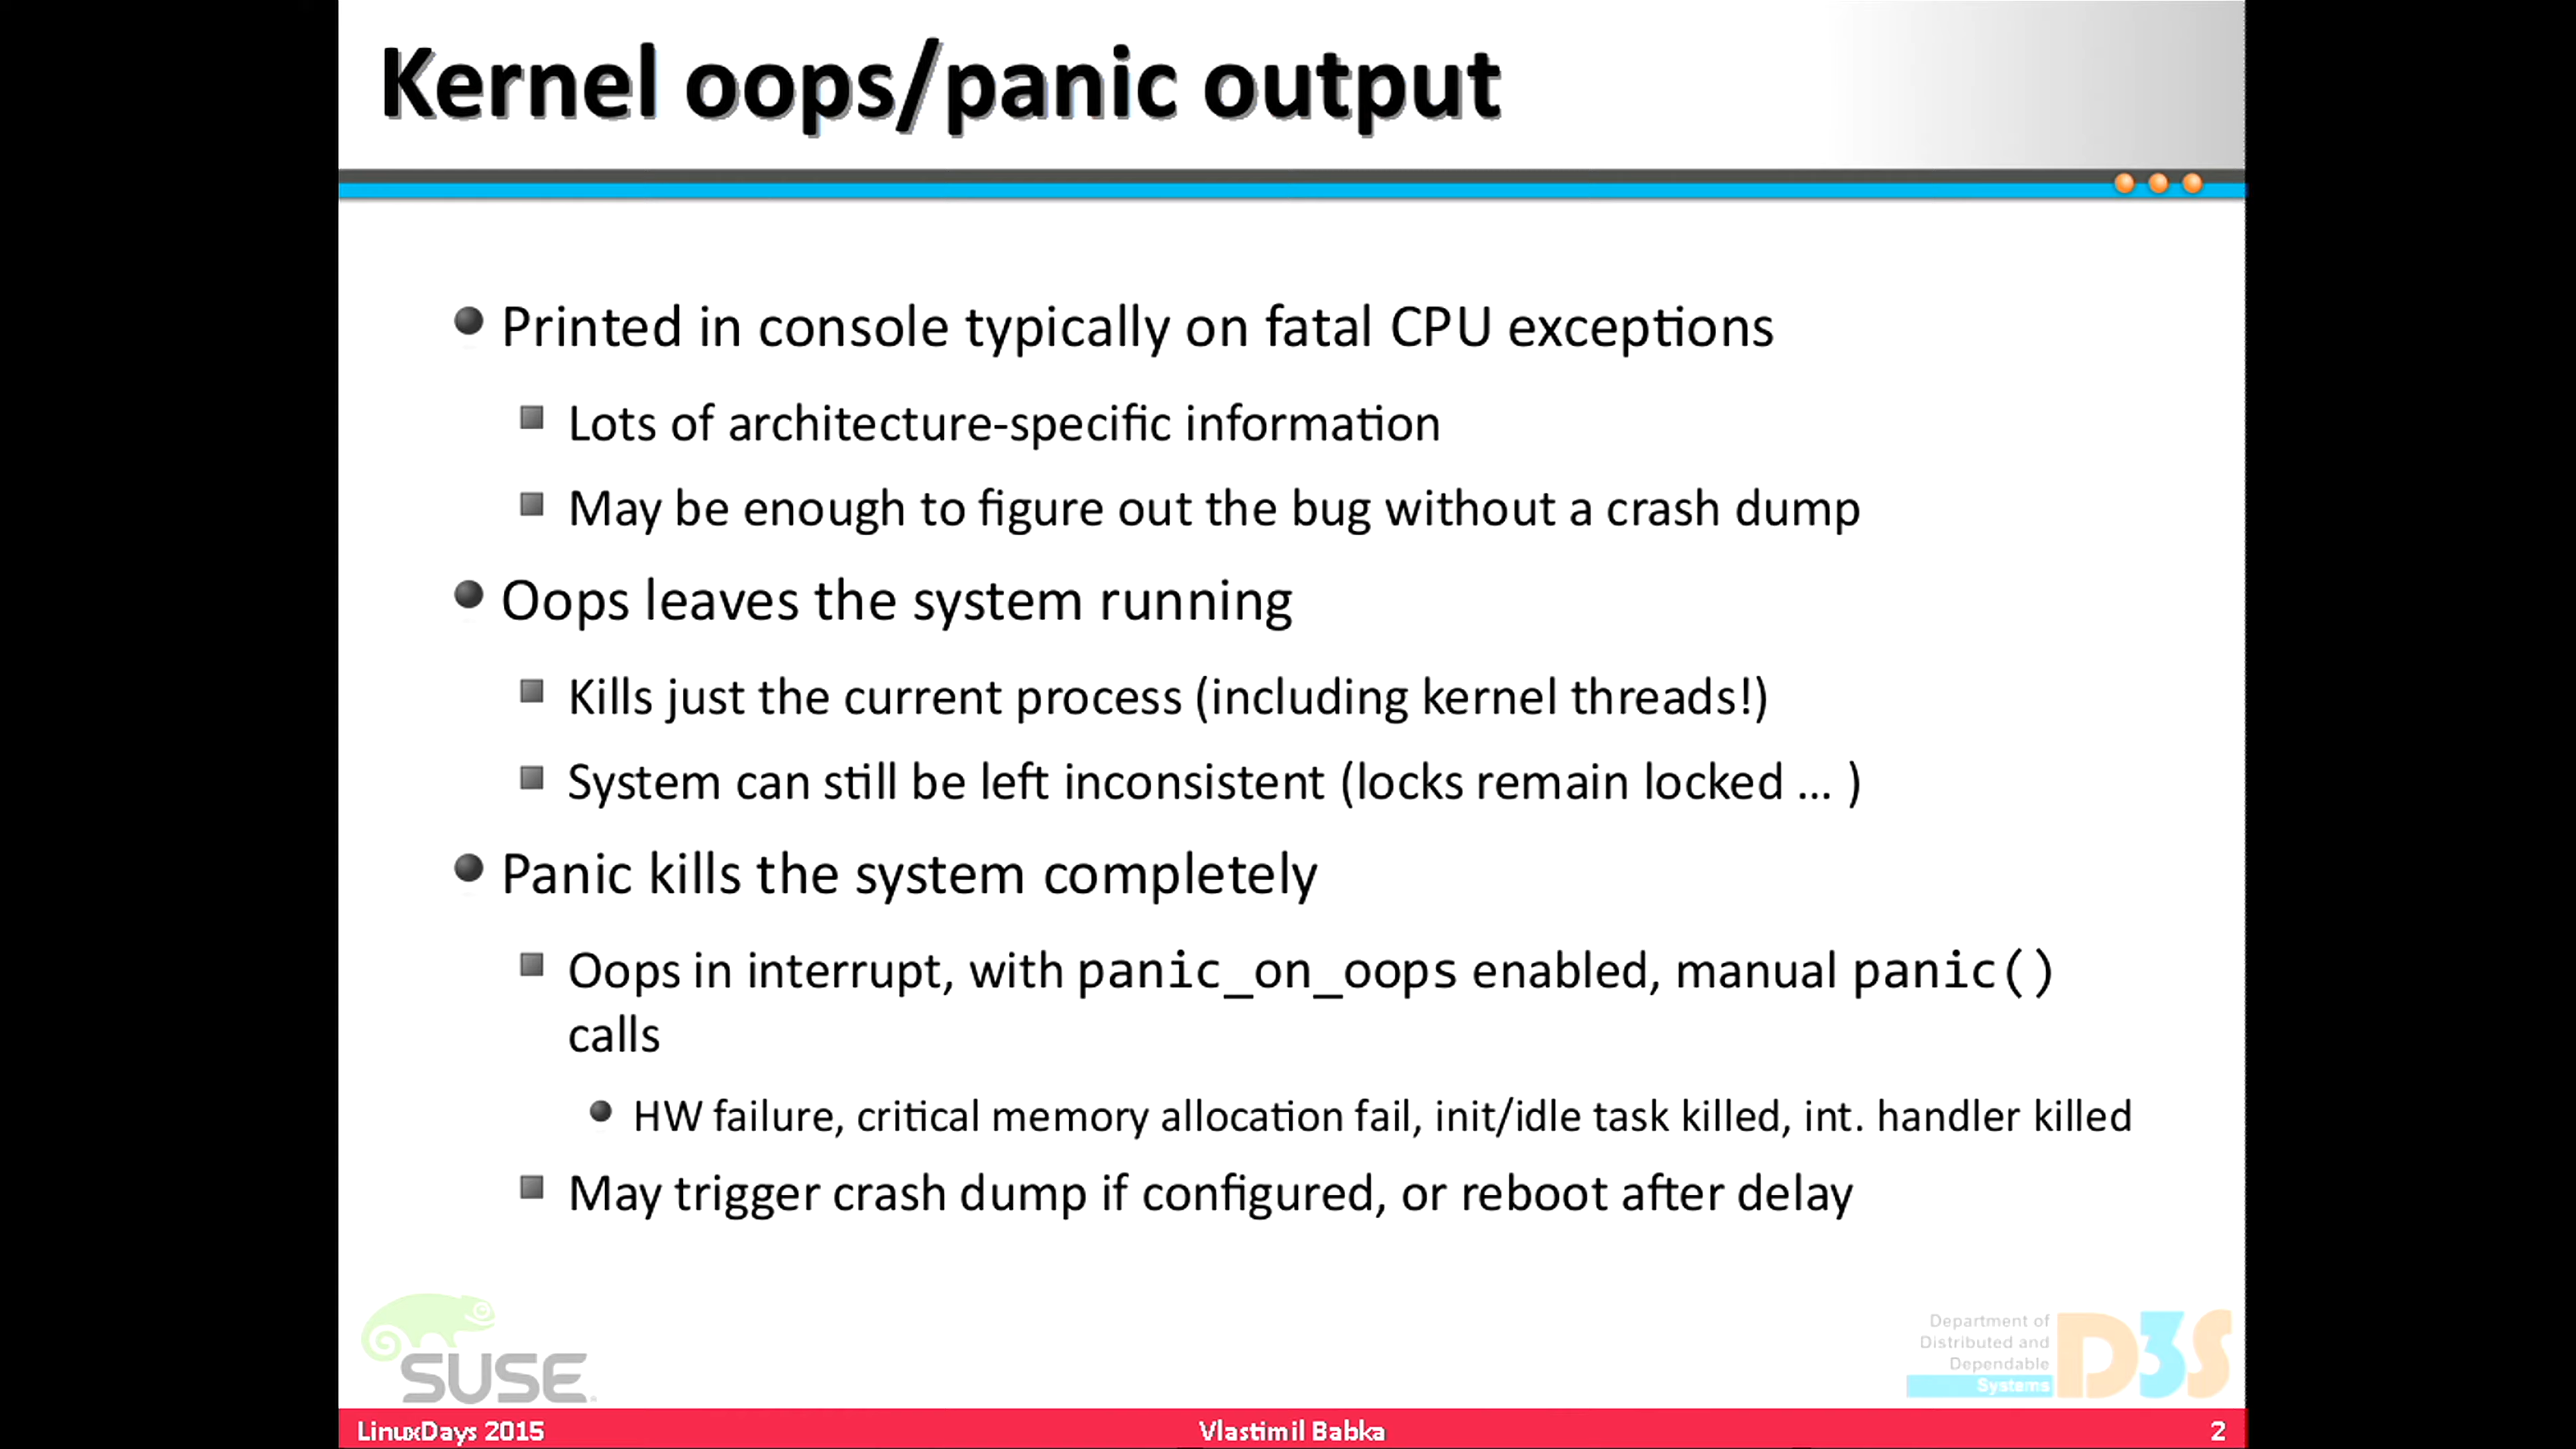 Kernel oops/panic output
Printed in console typically on fatal CPU exceptions
Lots of architecture-specific information
May be enough to figure out the bug without a crash dump
Oops leaves the system running
Kills just the current process (including kernel threads!)
System can still be left inconsistent (locks remain locked ... )
Panic kills the system completely
Oops in interrupt, with panic_on_oops enabled, manual panic()
calls
HW failure, critical memory allocation fail, init/idle task killed, int. handler killed
May trigger crash dump if configured, or reboot after delay
SUSE
Department of
Distributed and
Dependable
Systems
D3S
LinuxDays 2015
Vlastimil Babka
2